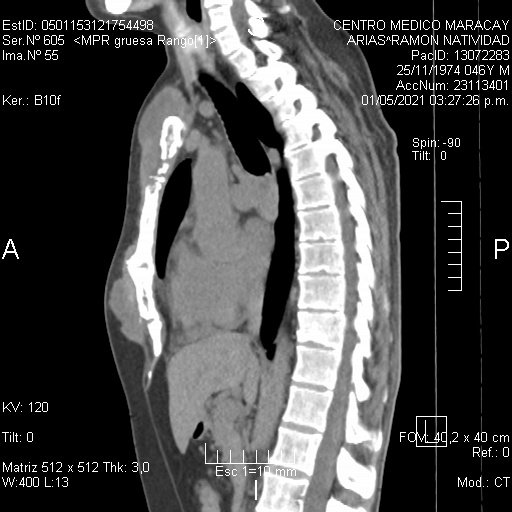 EstID: 0501153121754498
Ser.Nº 605 <MPR gruesa Rango[1]>
Ima.Nº 55
S
CENTRO MEDICO MARACAY
ARIAS^RAMON NATIVIDAD
PacID: 13072283
25/11/1974 046Y M
AccNum: 23113401
01/05/2021 03:27:26 p.m.
Ker.: B10f
Spin: -90
Tilt: 0
A
P
KV: 120
Tilt: 0
Matriz 512 x 512 Thk: 3,0
W:400 L:13
Esc 1=10 mm
I
FOM: 40,2 x 40 cm
Ref.: 0
Mod.: CT